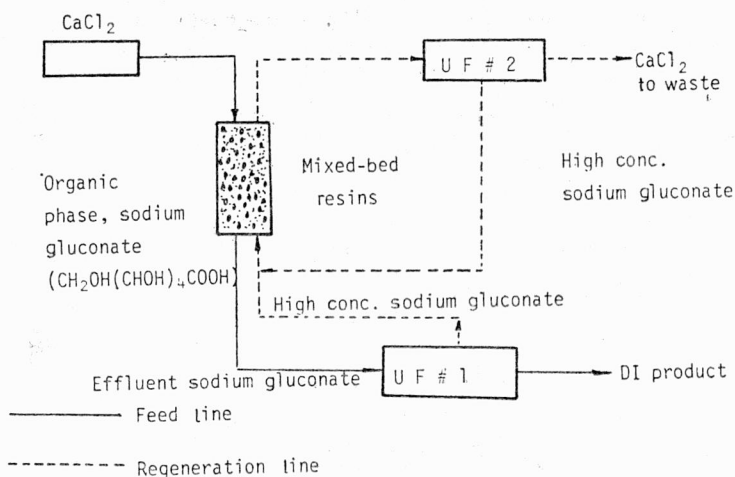 CaCl₂
U F # 2
CaCl₂
to waste
Mixed-bed
resins
High conc.
sodium gluconate
Organic
phase, sodium
gluconate
(CH₂OH(CHOH)₄COOH)
High conc. sodium gluconate
Effluent sodium gluconate
U F # 1
DI product
Feed line
Regeneration line